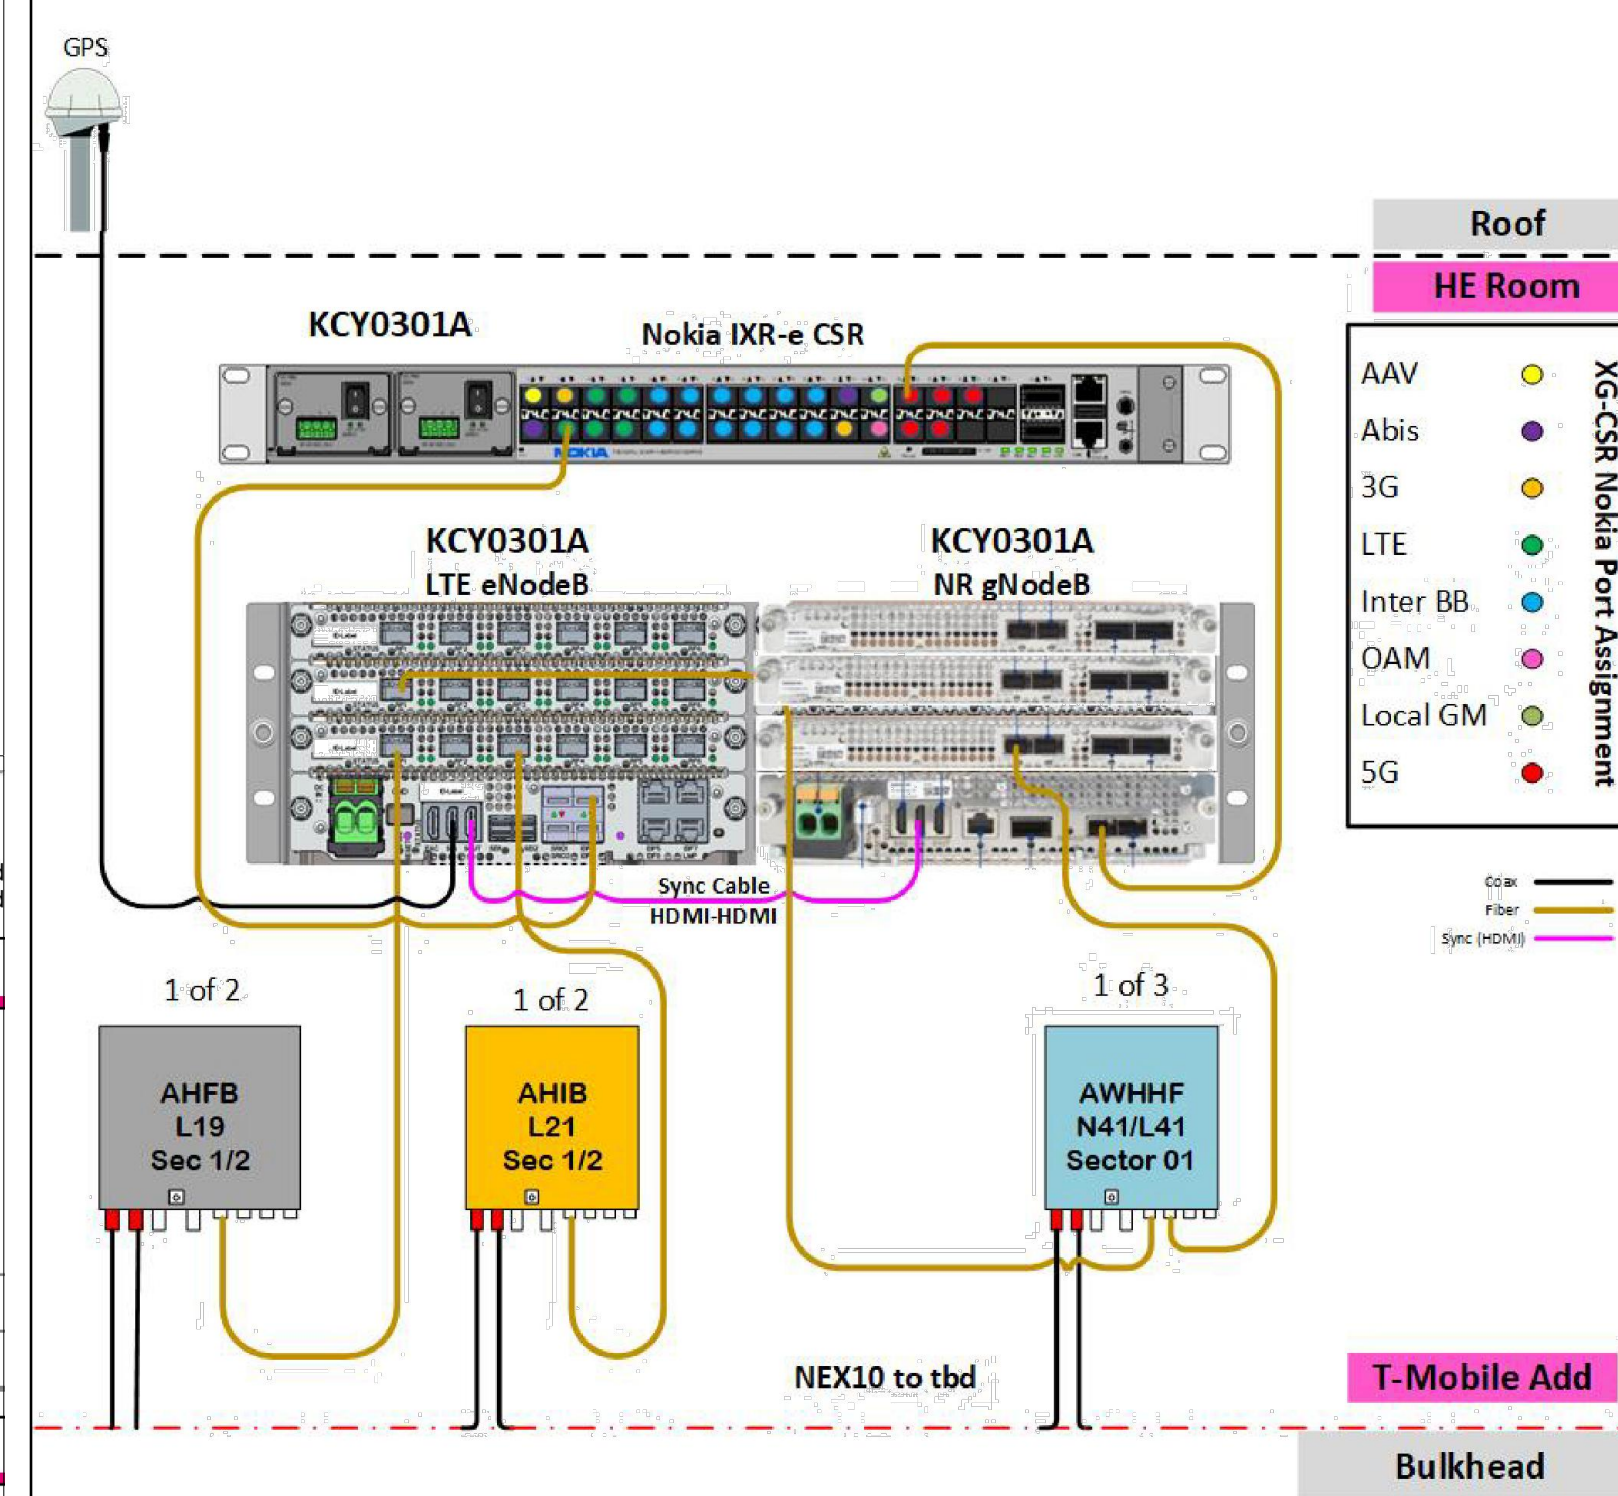 GPS
Roof
HE Room
KCY0301A
Nokia IXR-e CSR
NOKIA
AAV
Abis
3G
LTE
Inter BB
OAM
Local GM
5G
XG-CSR Nokia Port Assignment
KCY0301A
LTE eNodeB
KCY0301A
NR gNodeB
Sync Cable
HDMI-HDMI
Coax
Fiber
Sync (HDMI)
1 of 2
1 of 2
1 of 3
AHFB
L19
Sec 1/2
AHIB
L21
Sec 1/2
AWHHF
N41/L41
Sector 01
NEX10 to tbd
T-Mobile Add
Bulkhead